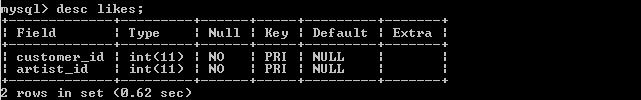 mysql> desc likes;
+-------------+---------+------+-----+---------+-------+
| Field       | Type    | Null | Key | Default | Extra |
+-------------+---------+------+-----+---------+-------+
| customer_id | int(11) | NO   | PRI | NULL    |       |
| artist_id   | int(11) | NO   | PRI | NULL    |       |
+-------------+---------+------+-----+---------+-------+
2 rows in set (0.62 sec)